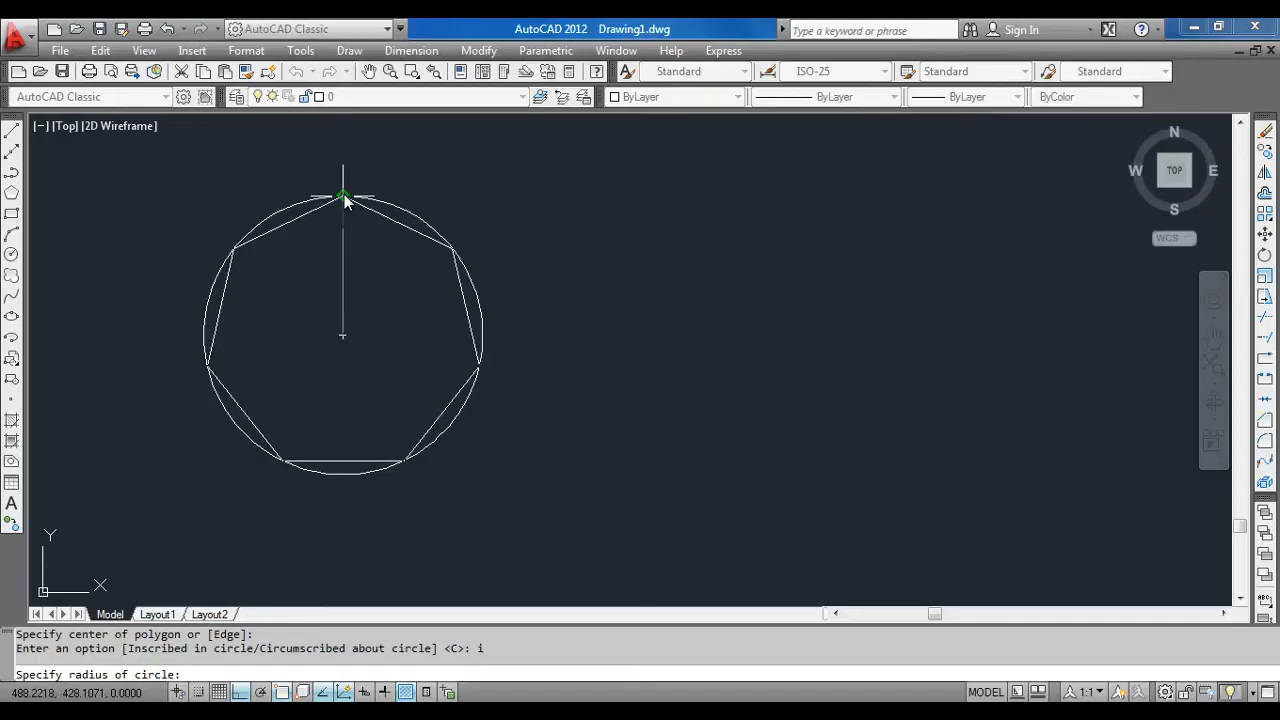 AutoCAD Classic
AutoCAD 2012 Drawing1.dwg
Type a keyword or phrase
Sign In
File Edit View Insert Format Tools Draw Dimension Modify Parametric Window Help Express
Standard ISO-25 Standard Standard
AutoCAD Classic 0 ByLayer ByLayer ByLayer ByColor
[−] [Top] [2D Wireframe]
N
W TOP E
S
WCS
Y
X
Model Layout1 Layout2
Specify center of polygon or [Edge]:
Enter an option [Inscribed in circle/Circumscribed about circle] <C>: i
Specify radius of circle:
488.2218, 428.1071, 0.0000 MODEL 1:1